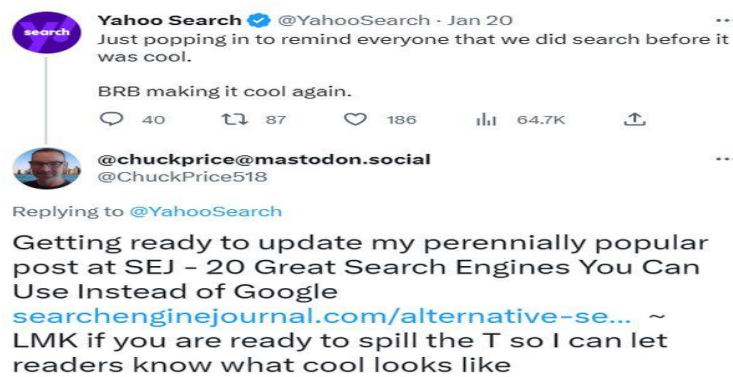 search
Yahoo Search @YahooSearch · Jan 20
Just popping in to remind everyone that we did search before it
was cool.
BRB making it cool again.
40 87 186 64.7K
@chuckprice@mastodon.social
@ChuckPrice518
Replying to @YahooSearch
Getting ready to update my perennially popular
post at SEJ - 20 Great Search Engines You Can
Use Instead of Google
searchenginejournal.com/alternative-se... ~
LMK if you are ready to spill the T so I can let
readers know what cool looks like